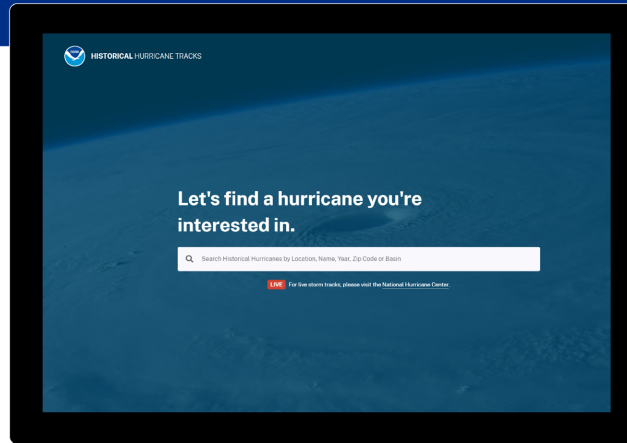 NOAA
HISTORICAL HURRICANE TRACKS
Let's find a hurricane you're
interested in.
Search Historical Hurricanes by Location, Name, Year, Zip Code or Basin
LIVE For live storm tracks, please visit the National Hurricane Center.